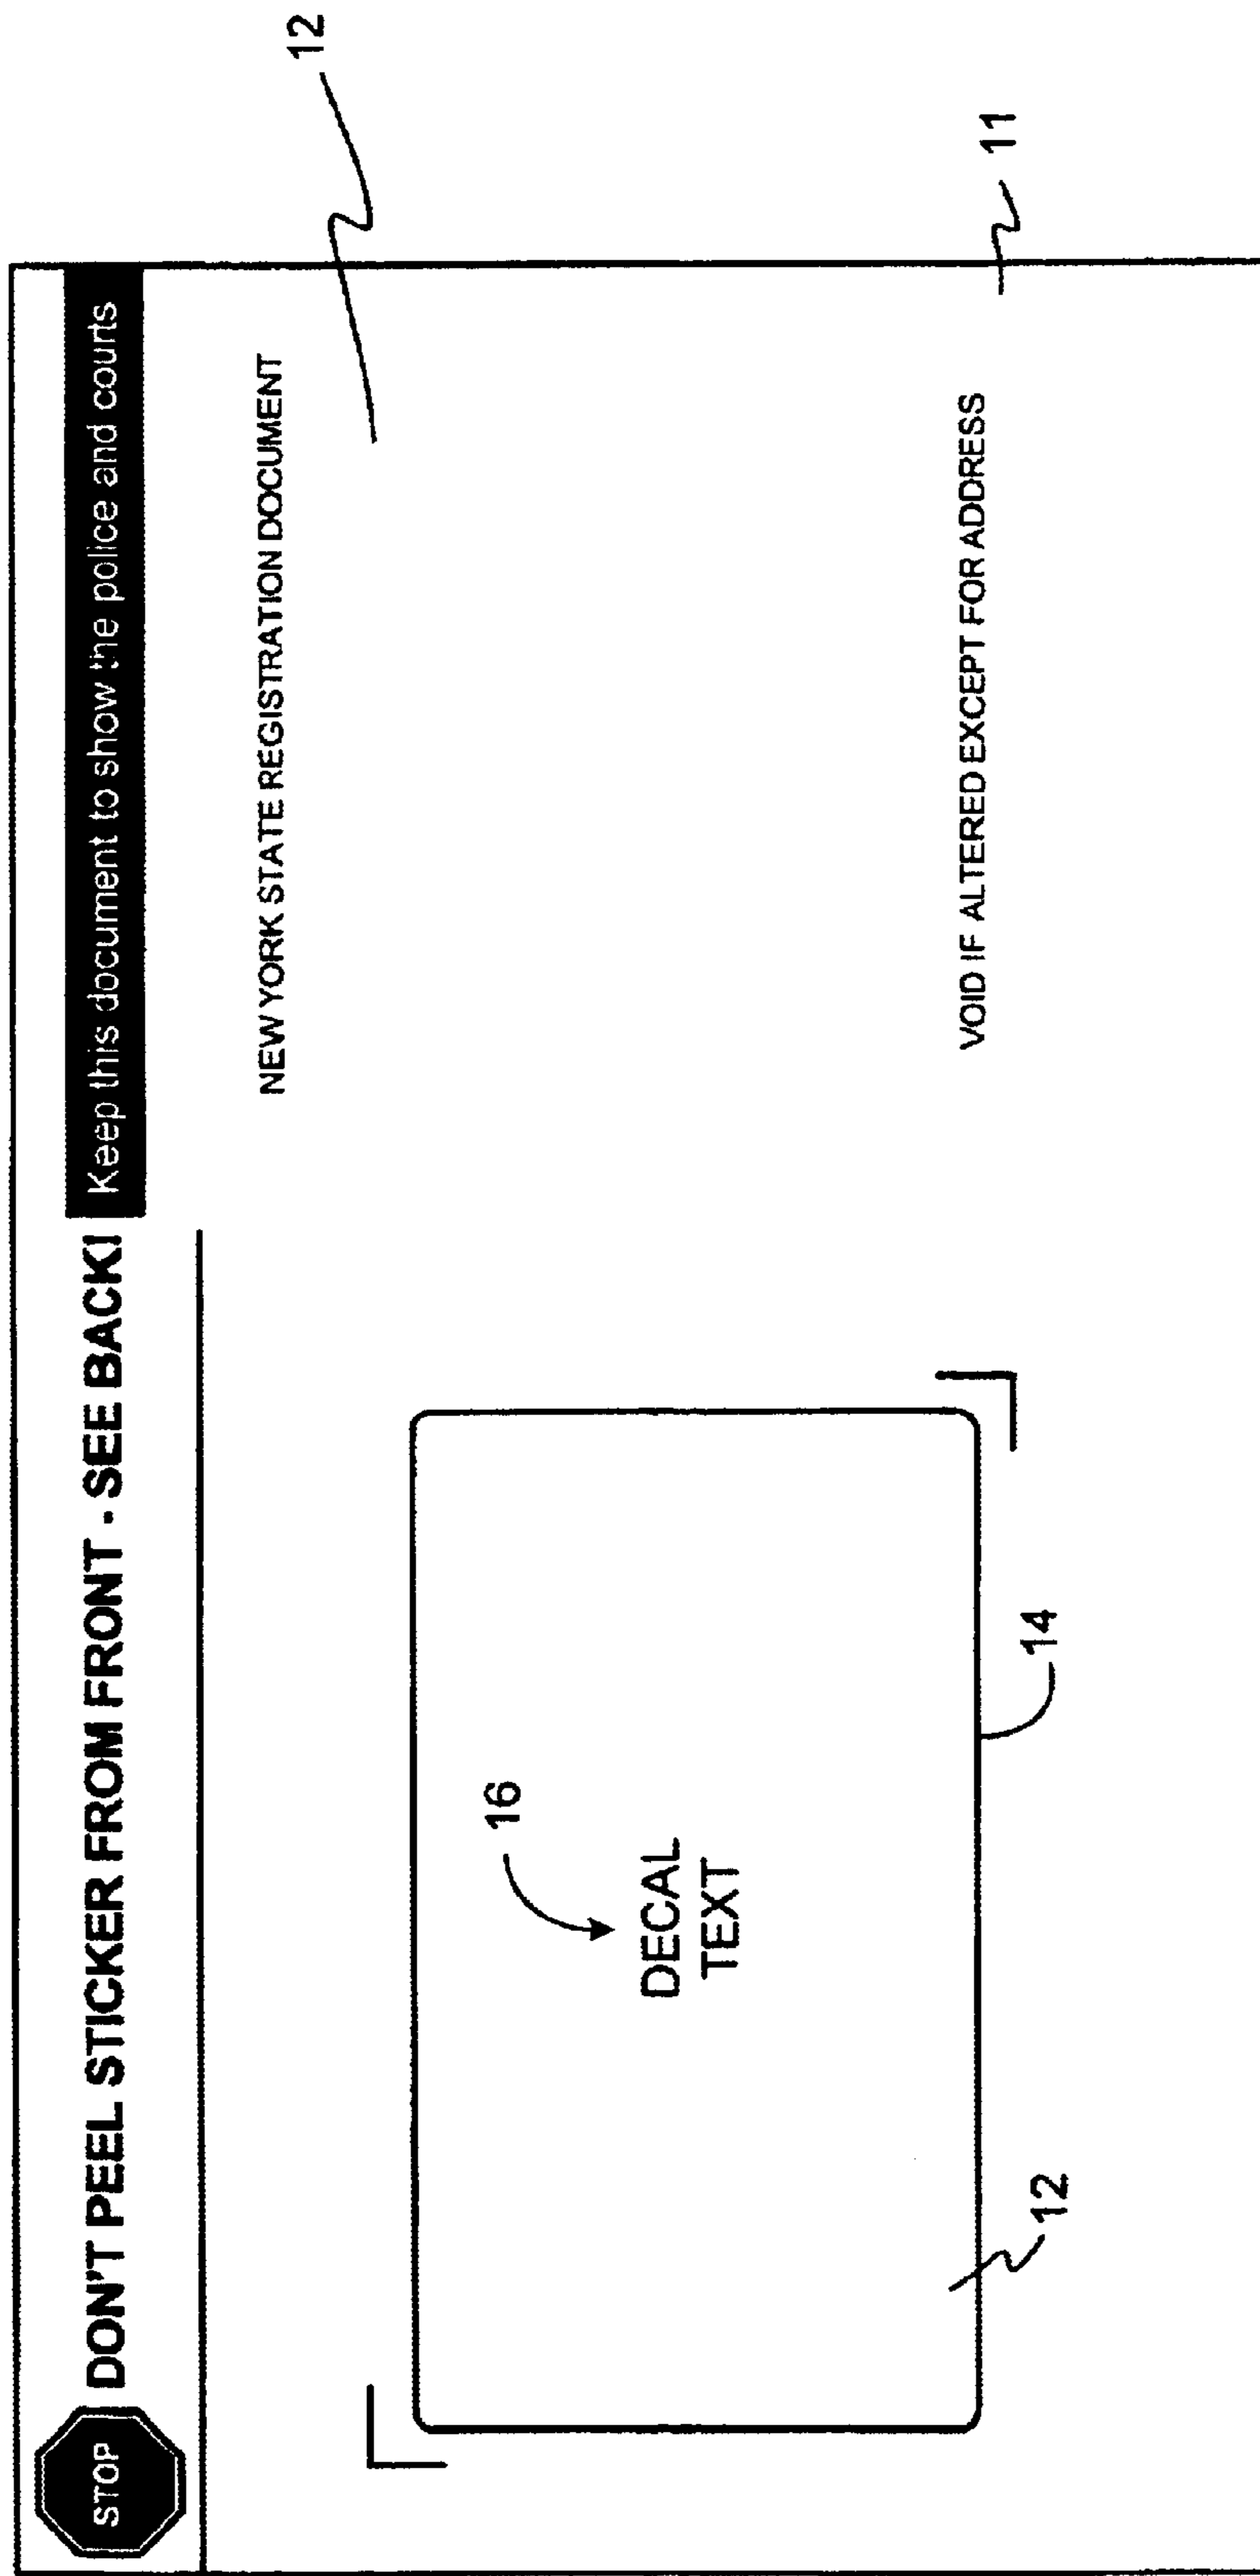 STOP DON'T PEEL STICKER FROM FRONT - SEE BACK! Keep this document to show the police and courts
NEW YORK STATE REGISTRATION DOCUMENT
12
16
DECAL
TEXT
VOID IF ALTERED EXCEPT FOR ADDRESS
11
12
14